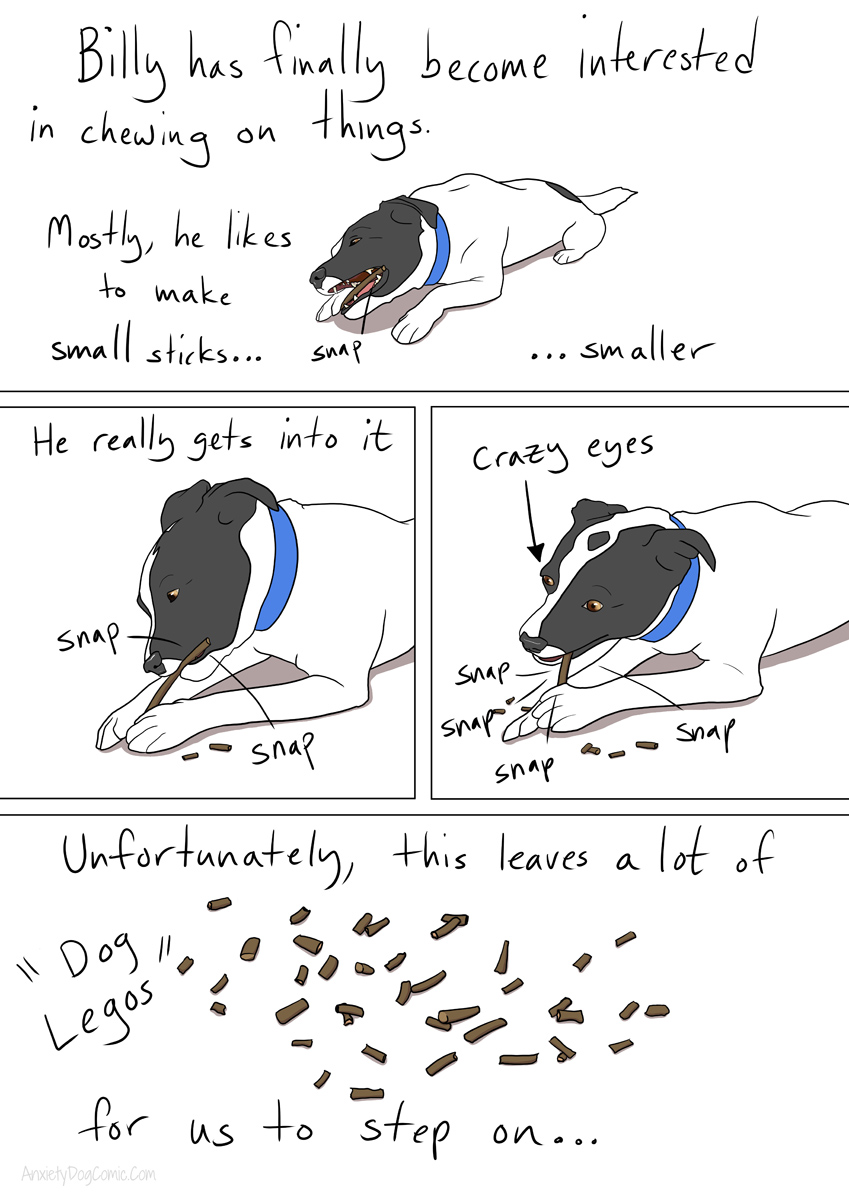 Billy has finally become interested
in chewing on things.
Mostly, he likes
to make
small sticks...
snap
...smaller
He really gets into it
snap
snap
Crazy eyes
snap
snap
snap
snap
Unfortunately, this leaves a lot of
"Dog"
Legos
for us to step on...
AnxietyDogComic.Com